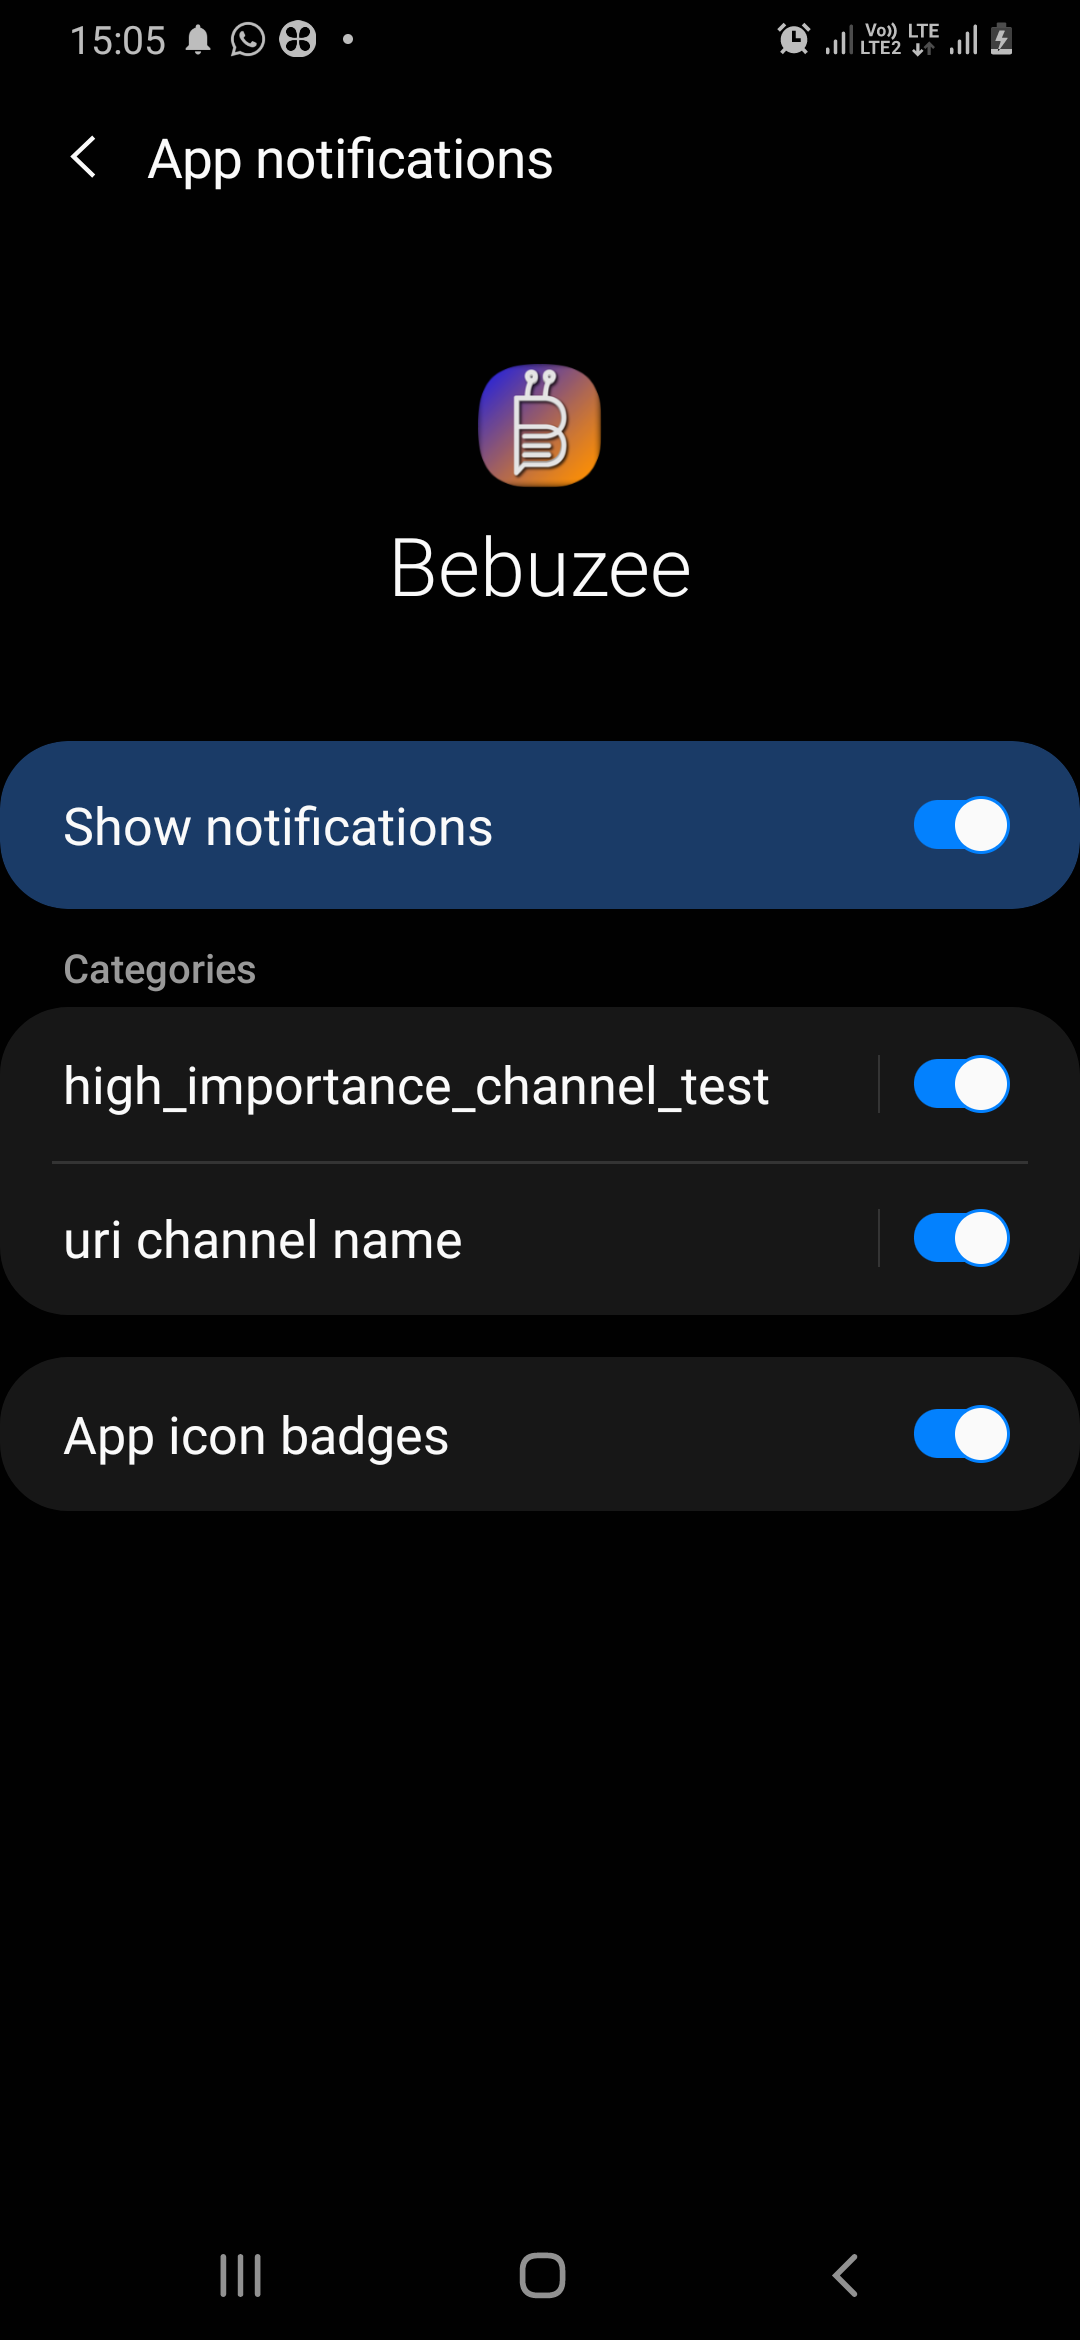 15:05
Vo)) LTE
LTE2
App notifications
Bebuzee
Show notifications
Categories
high_importance_channel_test
uri channel name
App icon badges